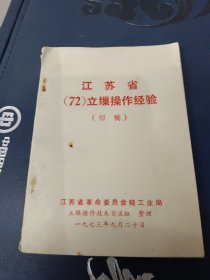 江苏省
(72)立缫操作经验
(初稿)
江苏省革命委员会轻工业局
立缫操作技术交流组 整理
一九七三年九月二十日